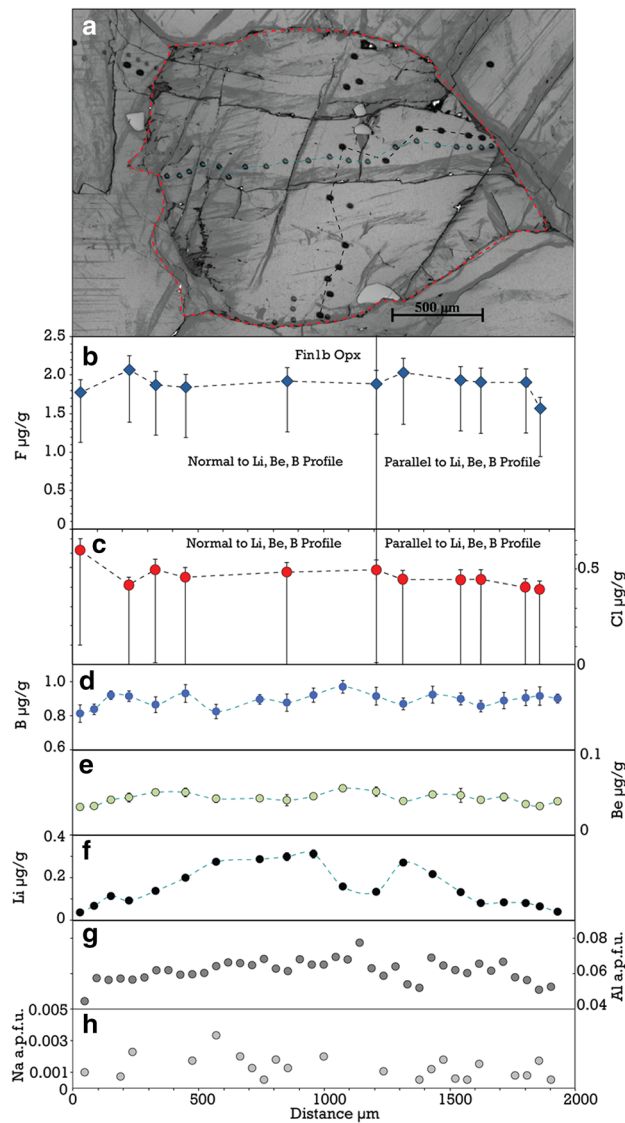 a
500 µm
b
2.5
2.0
1.5
1.0
0.5
0
F µg/g
Fin1b Opx
Normal to Li, Be, B Profile
Parallel to Li, Be, B Profile
c
Normal to Li, Be, B Profile
Parallel to Li, Be, B Profile
0.5
0
Cl µg/g
d
1.0
0.8
0.6
B µg/g
e
0.1
0
Be µg/g
f
0.4
0.2
0
Li µg/g
g
0.08
0.06
0.04
Al a.p.f.u.
h
0.005
0.003
0.001
0
Na a.p.f.u.
0
500
1000
1500
2000
Distance µm